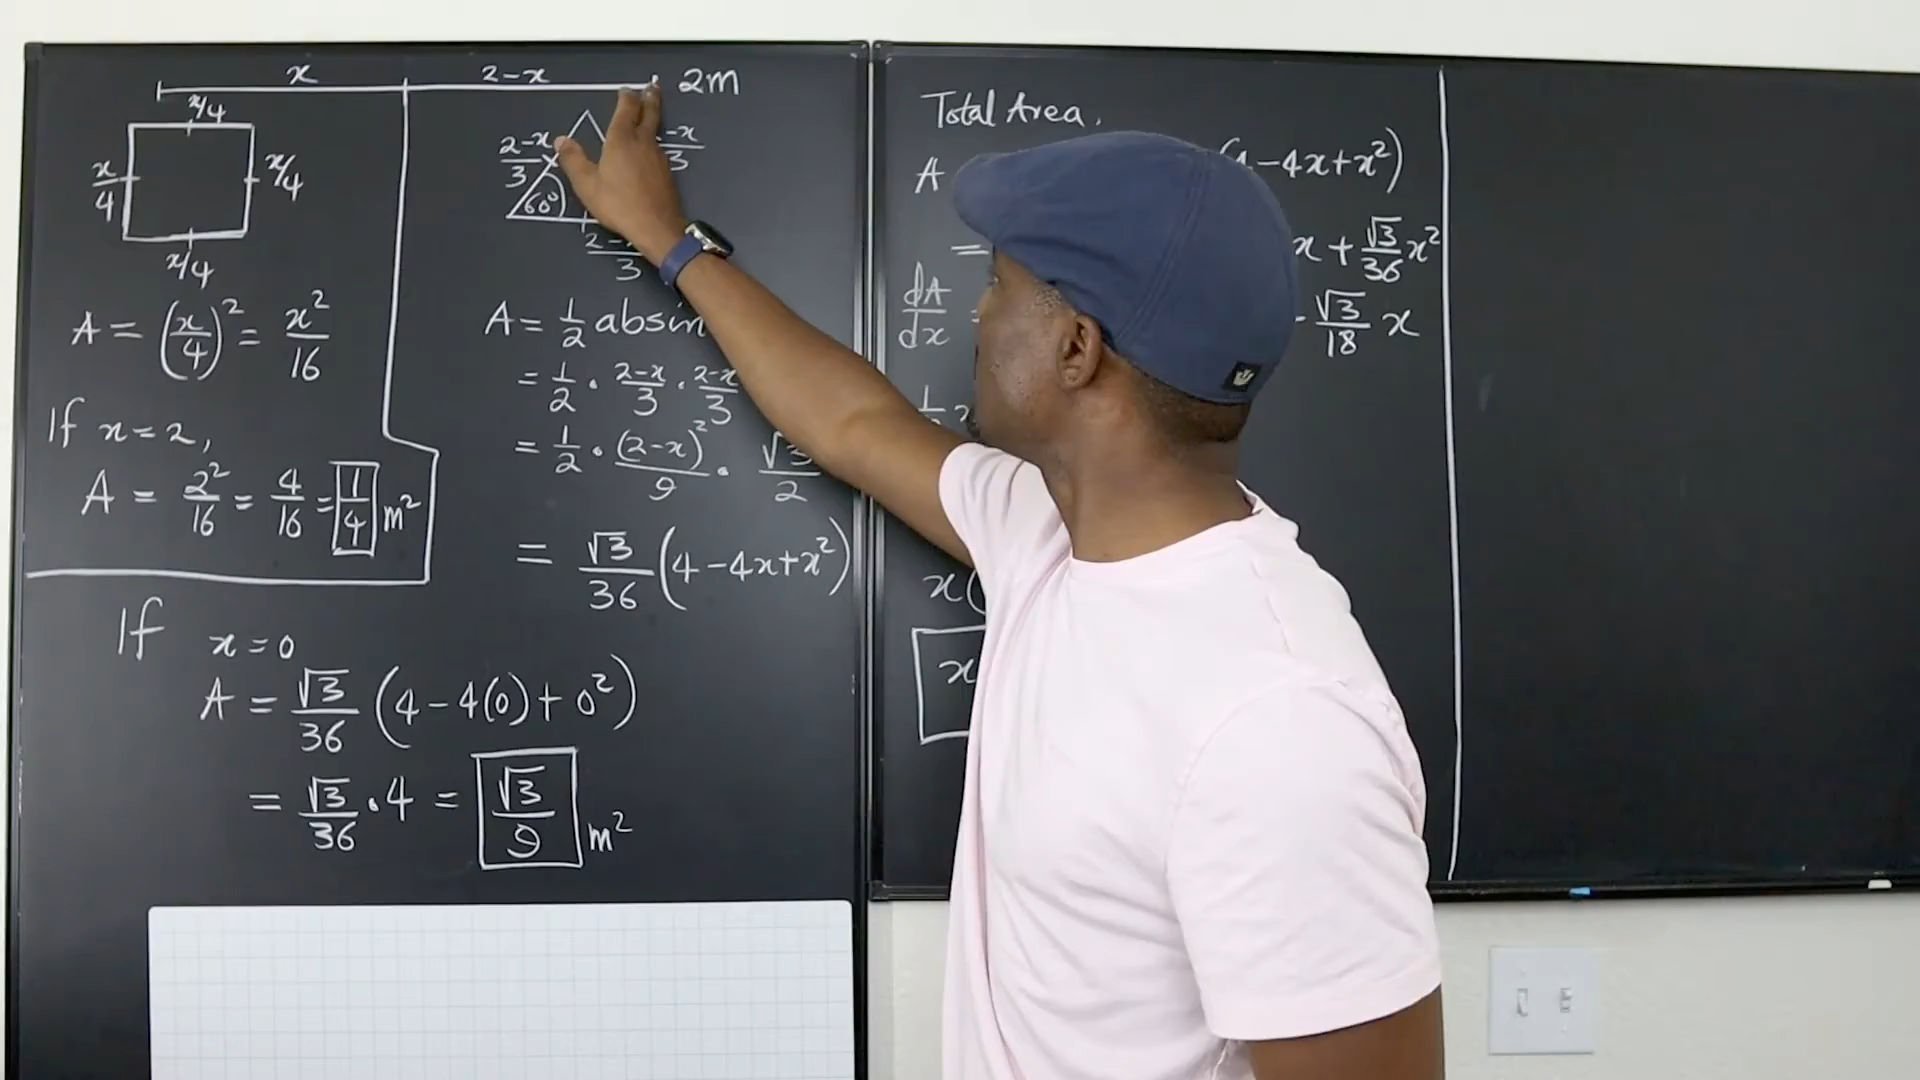 x 2-x 2m
x/4
x/4 x/4
x/4
A = (x/4)² = x²/16
If x=2,
A = 2²/16 = 4/16 = 1/4 m²
2-x/3 -x/3
60°
2-
3
A = 1/2 absin
= 1/2 · 2-x/3 · 2-x/3
= 1/2 · (2-x)²/9 · √3/2
= √3/36 (4-4x+x²)
If x=0
A = √3/36 (4-4(0)+0²)
= √3/36 · 4 = √3/9 m²
Total Area.
A -4x+x²)
= x + √3/36 x²
dA/dx = √3/18 x
x(
x